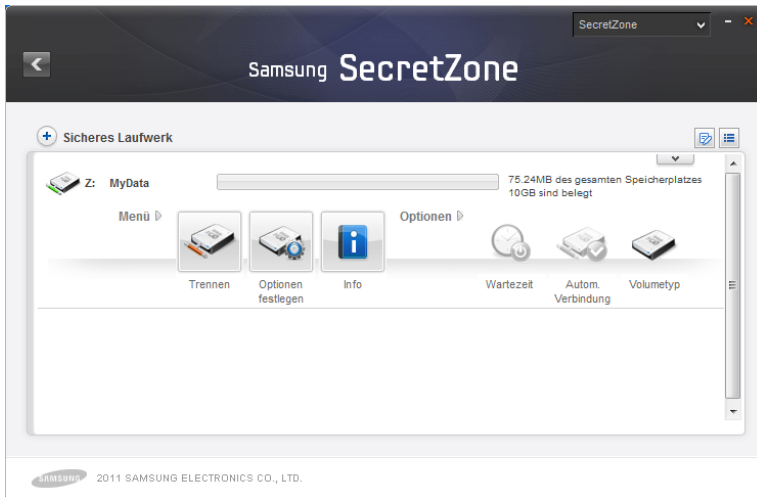 SecretZone
Samsung SecretZone
Sicheres Laufwerk
Z: MyData
75.24MB des gesamten Speicherplatzes
10GB sind belegt
Menü
Optionen
Trennen
Optionen
festlegen
Info
Wartezeit
Autom.
Verbindung
Volumetyp
SAMSUNG 2011 SAMSUNG ELECTRONICS CO., LTD.